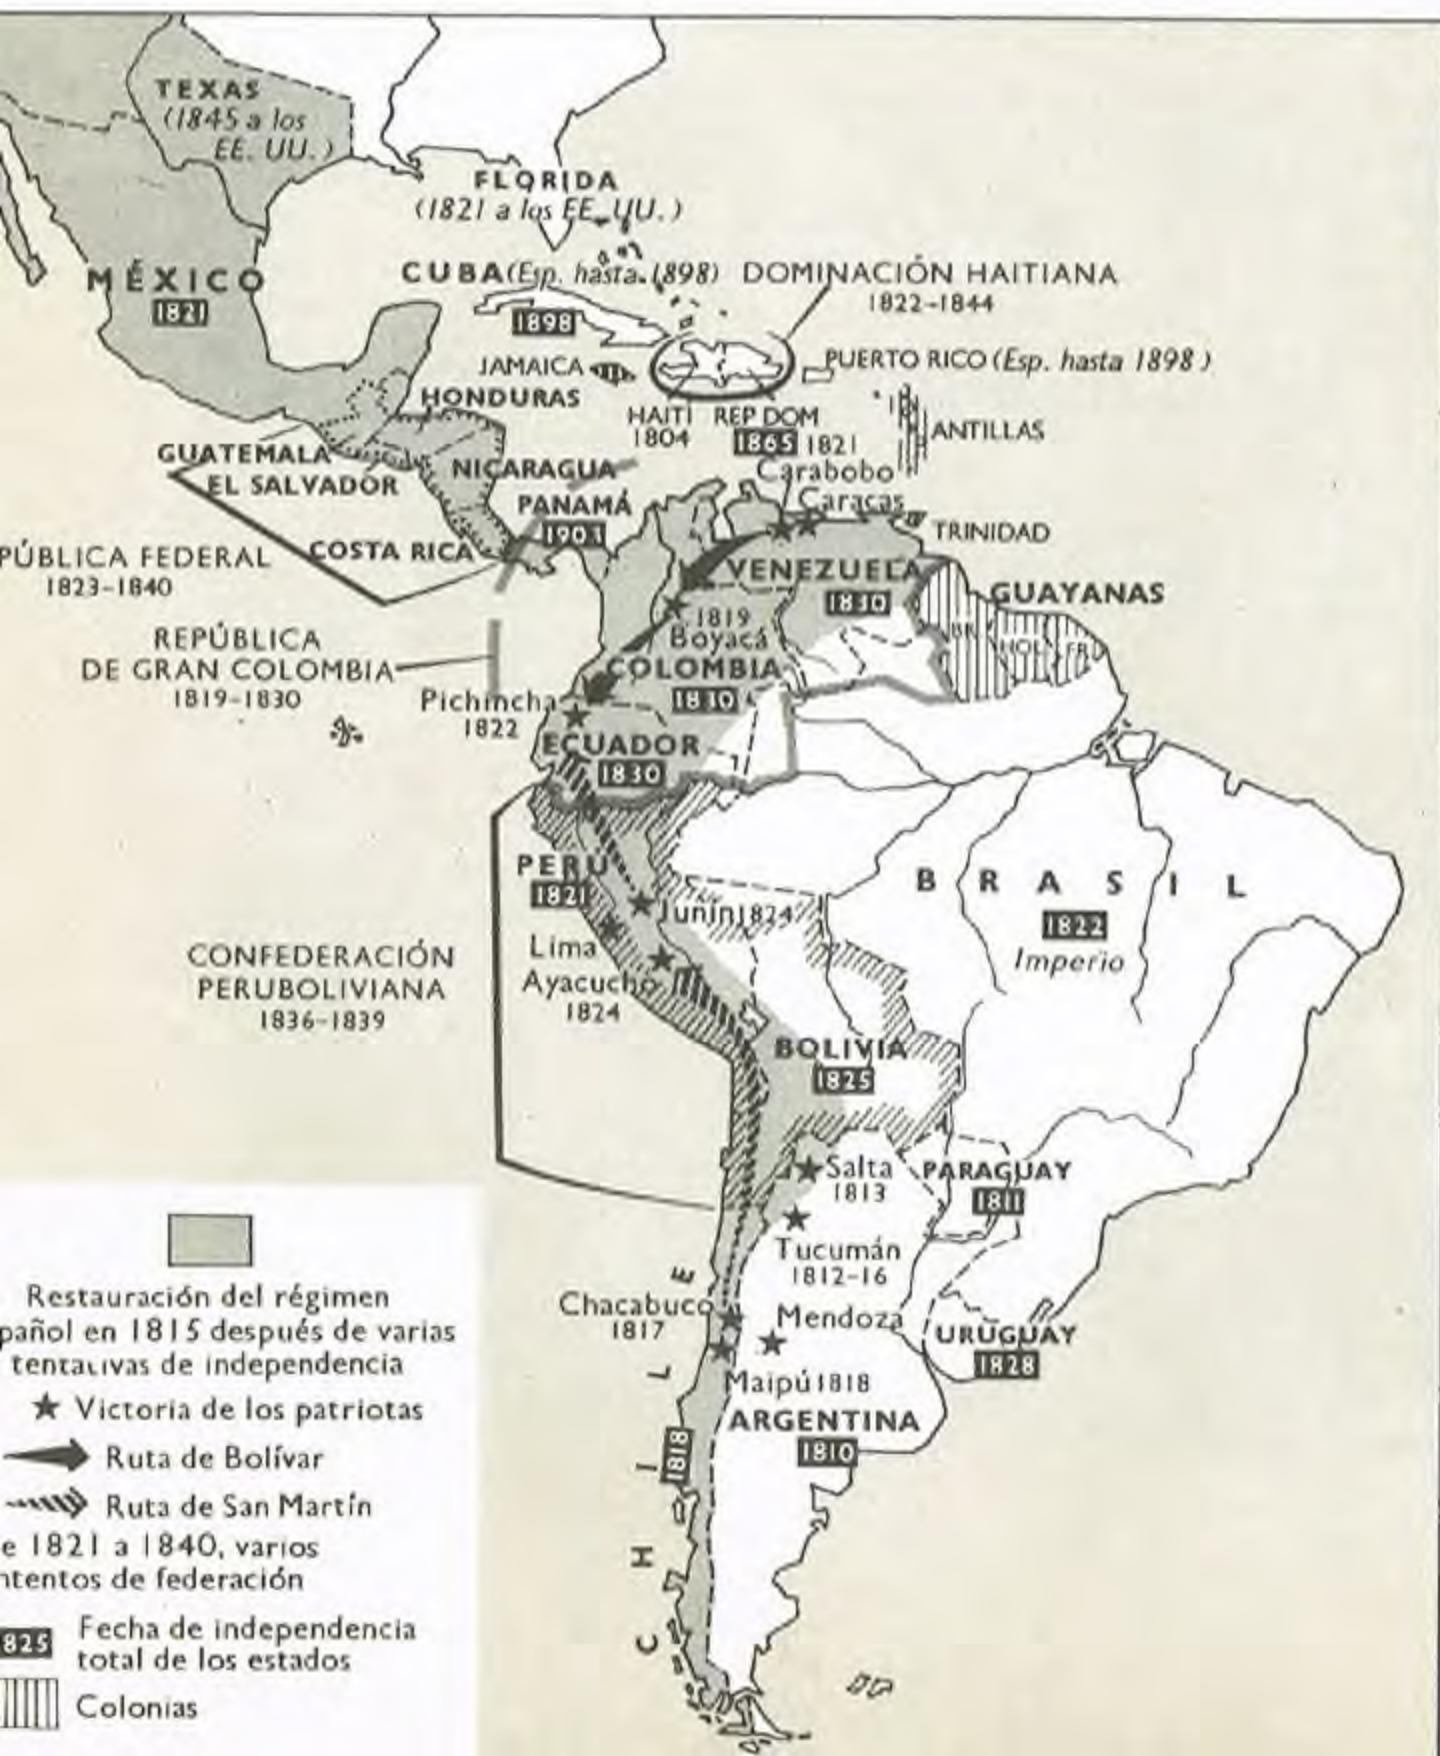 TEXAS
(1845 a los
EE. UU.)
FLORIDA
(1821 a los EE. UU.)
MÉXICO
1821
CUBA (Esp. hasta 1898)
1898
DOMINACIÓN HAITIANA
1822-1844
JAMAICA
PUERTO RICO (Esp. hasta 1898)
HONDURAS
HAITÍ
1804
REP DOM
1865 1821
ANTILLAS
GUATEMALA
EL SALVADOR
NICARAGUA
Carabobo
Caracas
PANAMÁ
1903
TRINIDAD
COSTA RICA
PÚBLICA FEDERAL
1823-1840
VENEZUELA
1830
GUAYANAS
BR
HOL
FR
1819
Boyacá
REPÚBLICA
DE GRAN COLOMBIA
1819-1830
COLOMBIA
1830
Pichincha
1822
ECUADOR
1830
PERÚ
1821
Junín 1824
BRASIL
1822
Imperio
Lima
Ayacucho
1824
CONFEDERACIÓN
PERUBOLIVIANA
1836-1839
BOLIVIA
1825
Salta
1813
PARAGUAY
1811
Tucumán
1812-16
Chacabuco
1817
Mendoza
URUGUAY
1828
Maipú 1818
ARGENTINA
1810
CHILE
1818
Restauración del régimen
pañol en 1815 después de varias
tentativas de independencia
Victoria de los patriotas
Ruta de Bolívar
Ruta de San Martín
e 1821 a 1840, varios
ntentos de federación
825 Fecha de independencia
total de los estados
Colonias